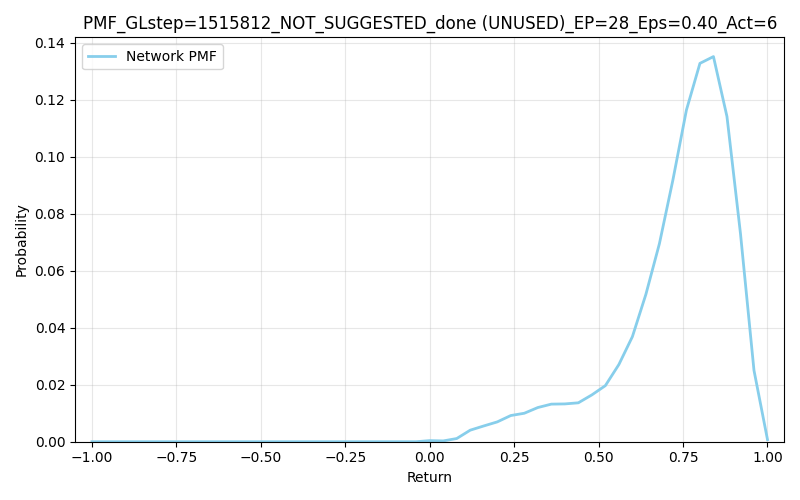 PMF_GLstep=1515812_NOT_SUGGESTED_done (UNUSED)_EP=28_Eps=0.40_Act=6
Network PMF
0.14
0.12
0.10
0.08
0.06
0.04
0.02
0.00
Probability
−1.00 −0.75 −0.50 −0.25 0.00 0.25 0.50 0.75 1.00
Return